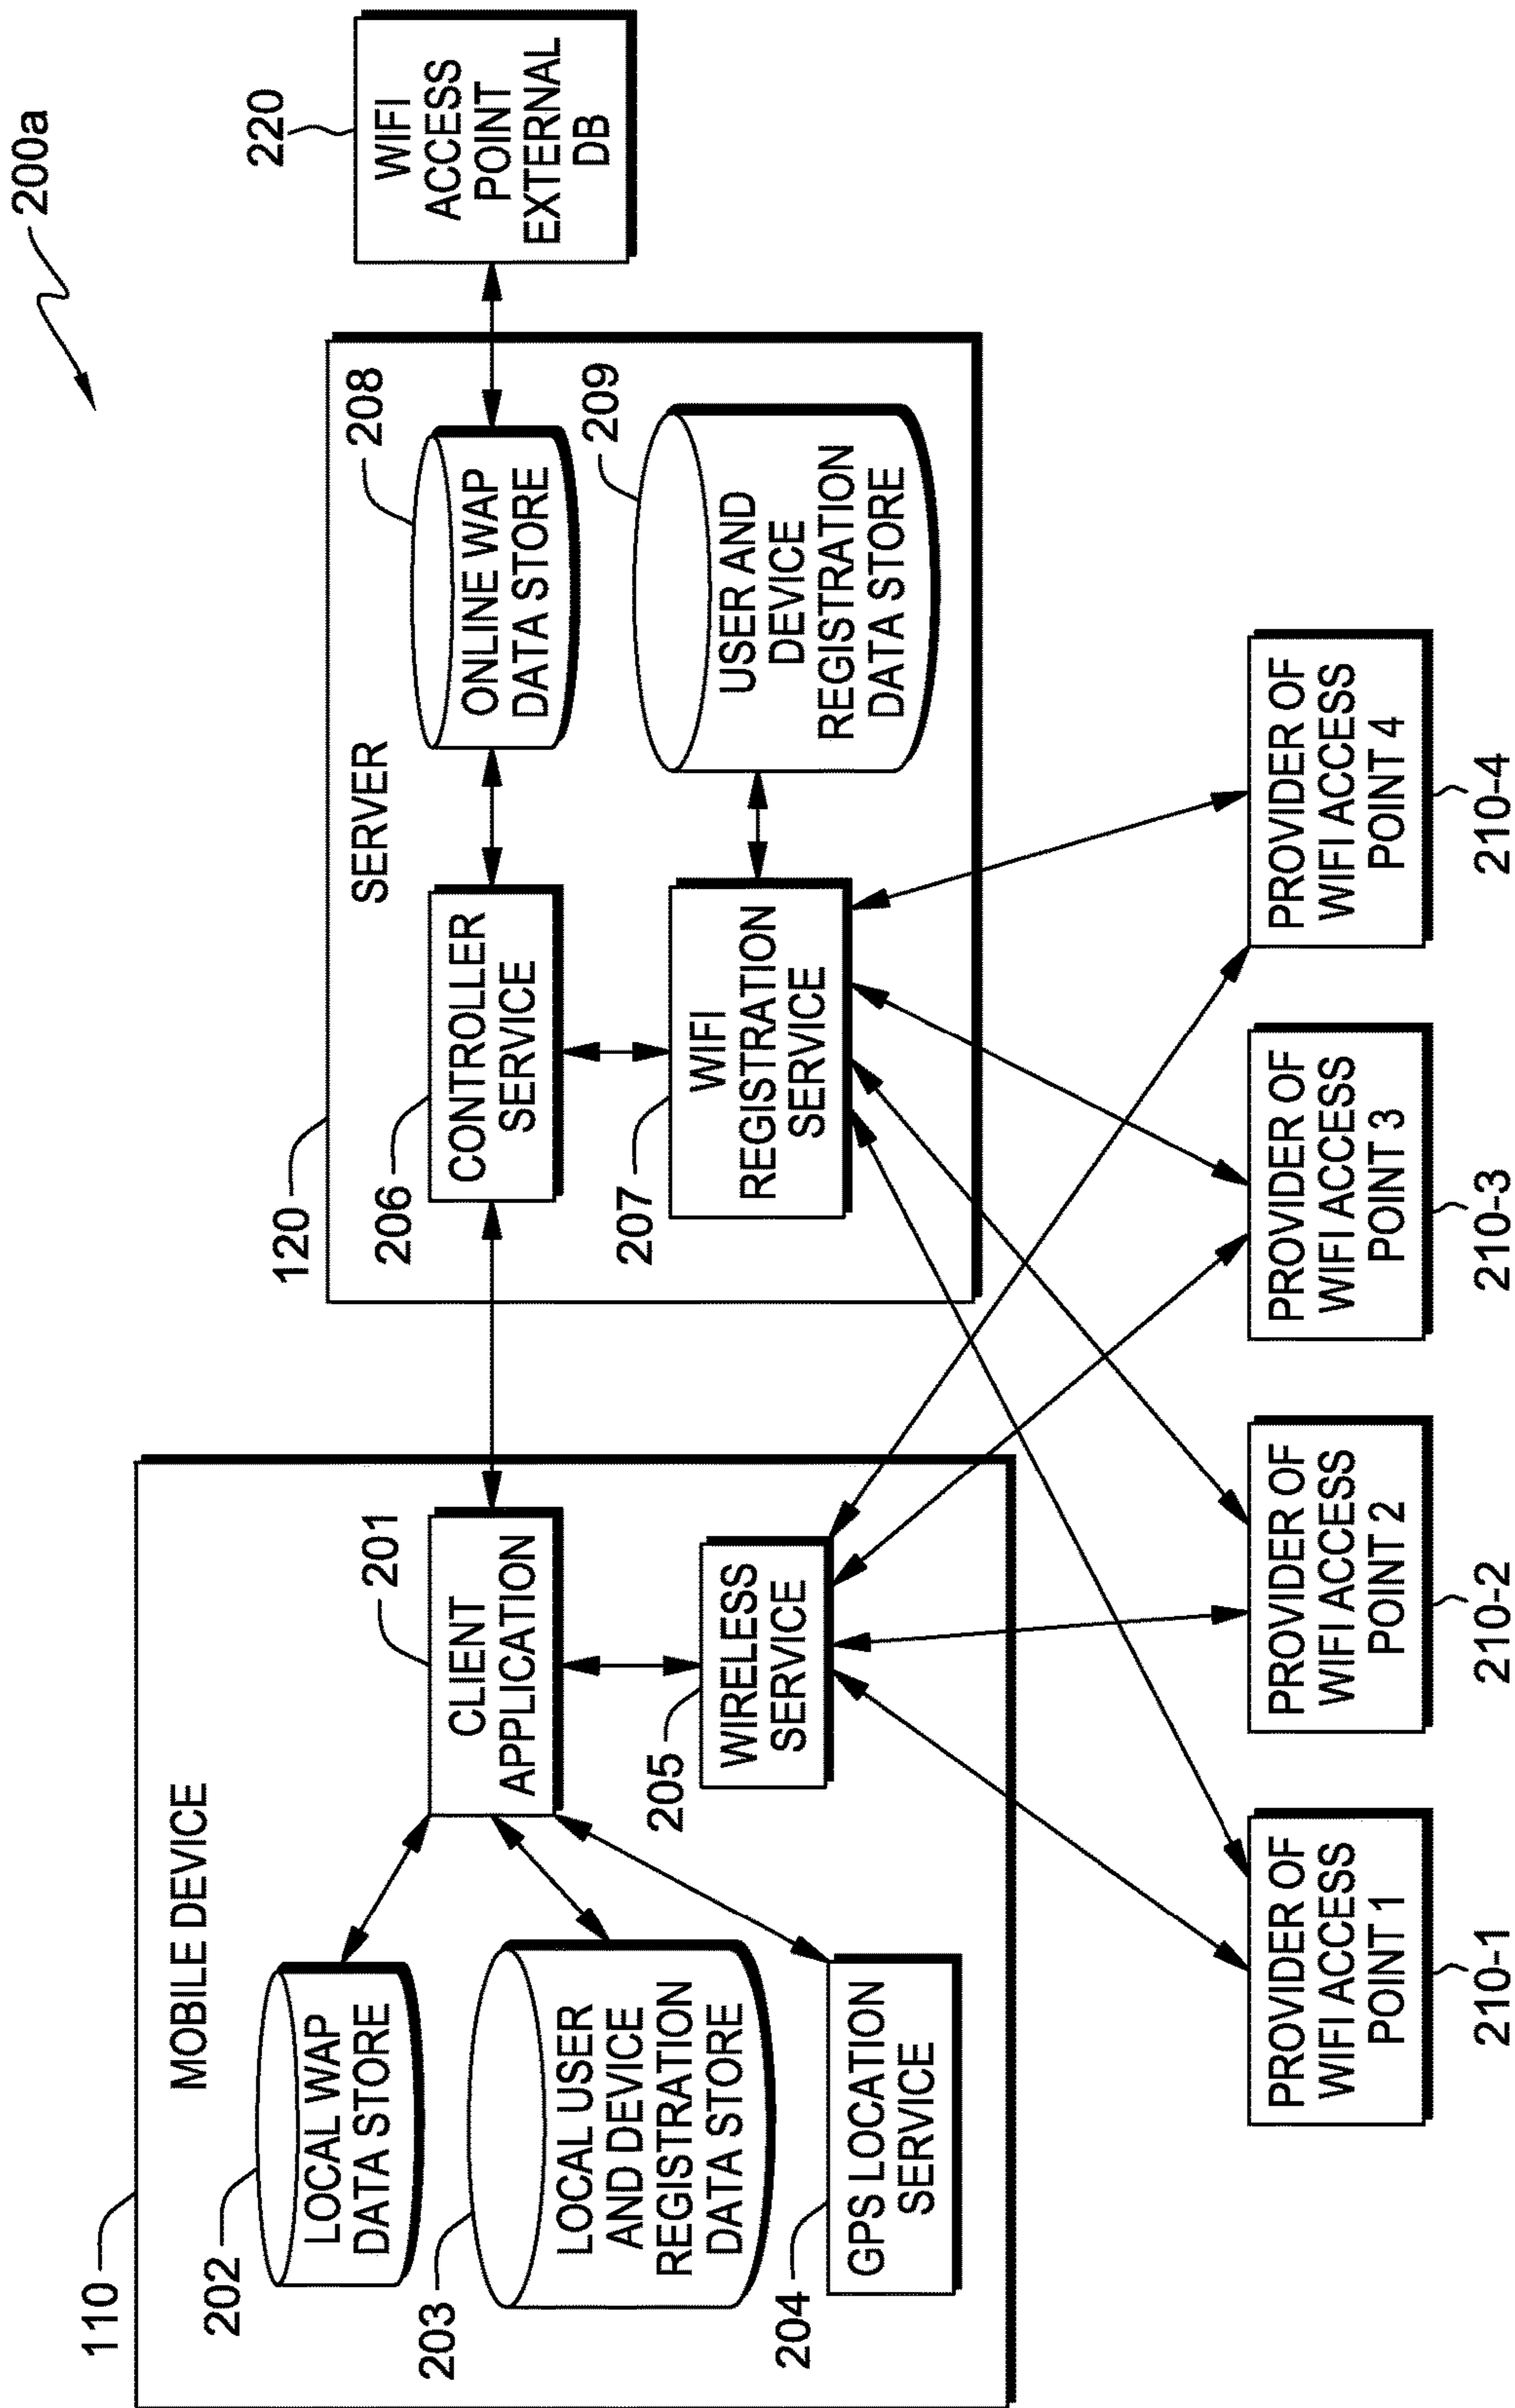 200a
110
MOBILE DEVICE
202
LOCAL WAP
DATA STORE
203
LOCAL USER
AND DEVICE
REGISTRATION
DATA STORE
204
GPS LOCATION
SERVICE
201
CLIENT
APPLICATION
205
WIRELESS
SERVICE
120
SERVER
206
CONTROLLER
SERVICE
207
WIFI
REGISTRATION
SERVICE
208
ONLINE WAP
DATA STORE
209
USER AND
DEVICE
REGISTRATION
DATA STORE
220
WIFI
ACCESS
POINT
EXTERNAL
DB
PROVIDER OF
WIFI ACCESS
POINT 1
210-1
PROVIDER OF
WIFI ACCESS
POINT 2
210-2
PROVIDER OF
WIFI ACCESS
POINT 3
210-3
PROVIDER OF
WIFI ACCESS
POINT 4
210-4